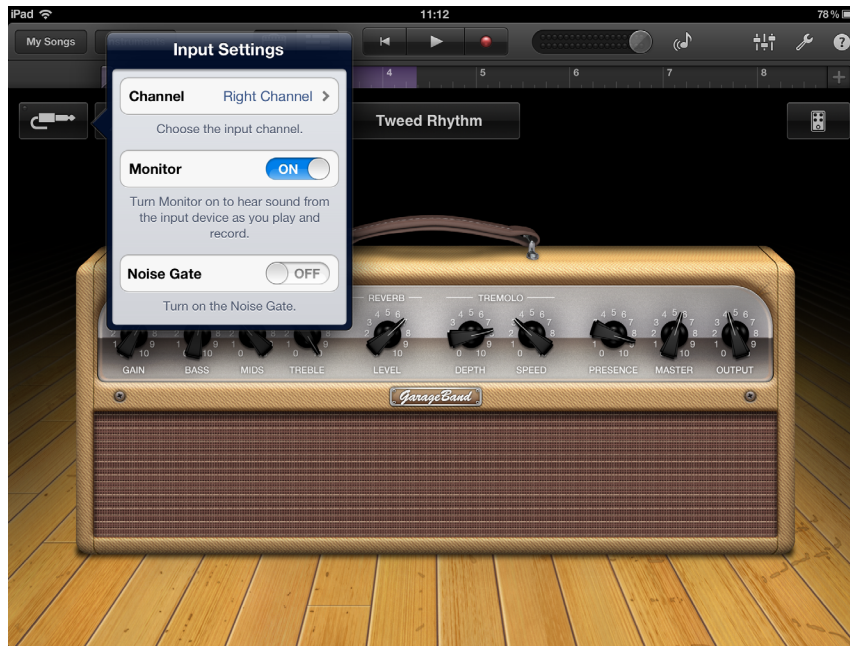 iPad 11:12 78 %
My Songs
Input Settings
Channel Right Channel >
Choose the input channel.
Monitor ON
Turn Monitor on to hear sound from
the input device as you play and
record.
Noise Gate OFF
Turn on the Noise Gate.
4 5 6 7 8 +
?
Tweed Rhythm
REVERB TREMOLO
GAIN BASS MIDS TREBLE LEVEL DEPTH SPEED PRESENCE MASTER OUTPUT
GarageBand